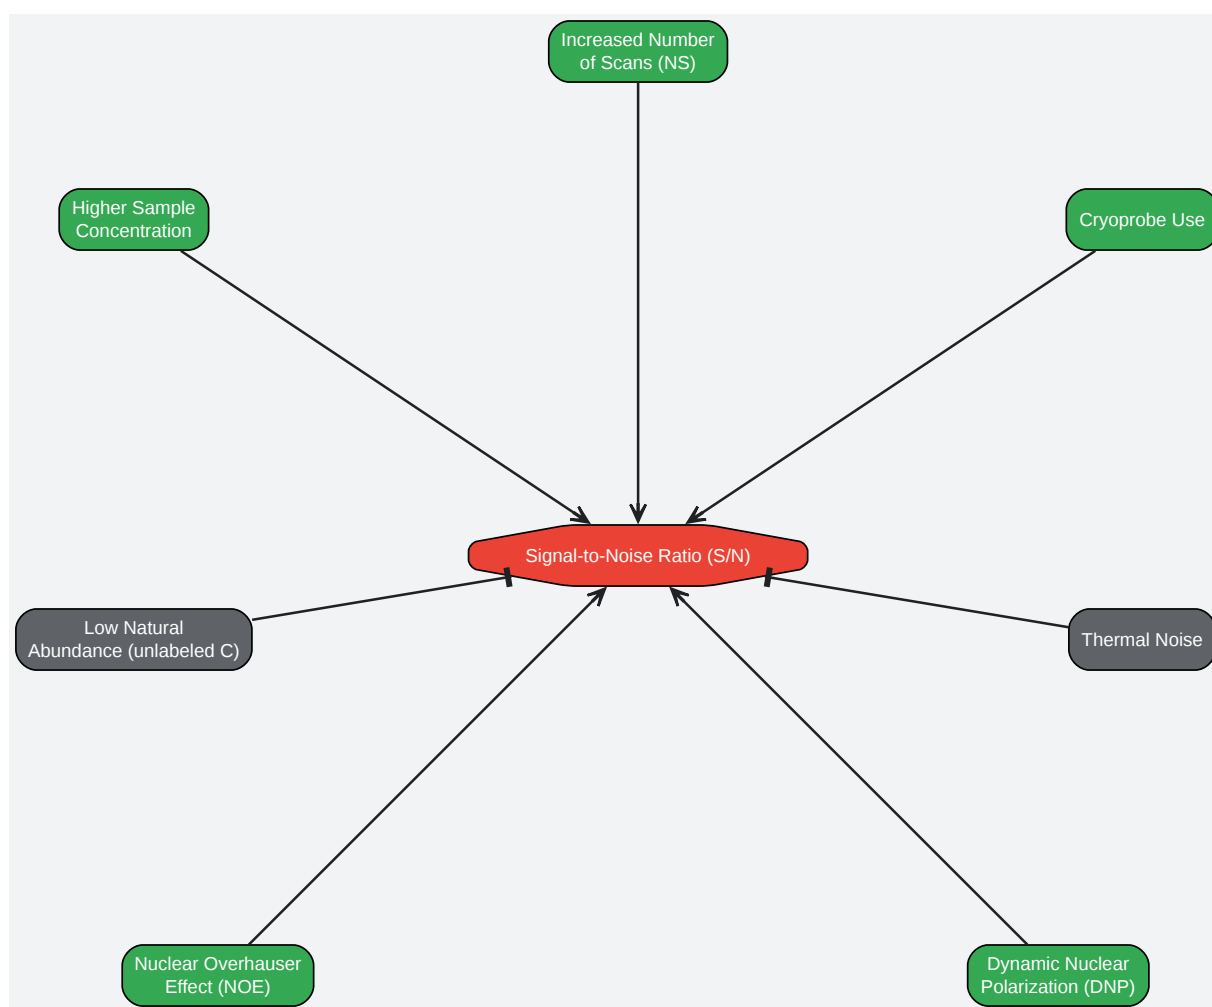 Increased Number
of Scans (NS)
Higher Sample
Concentration
Cryoprobe Use
Signal-to-Noise Ratio (S/N)
Low Natural
Abundance (unlabeled C)
Thermal Noise
Nuclear Overhauser
Effect (NOE)
Dynamic Nuclear
Polarization (DNP)